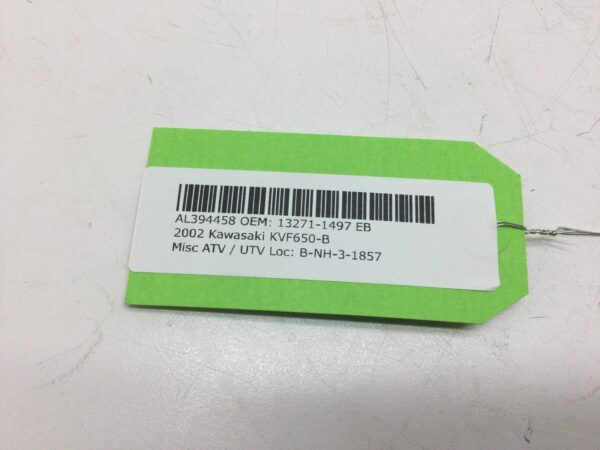 AL394458 OEM: 13271-1497 EB
2002 Kawasaki KVF650-B
Misc ATV / UTV Loc: B-NH-3-1857